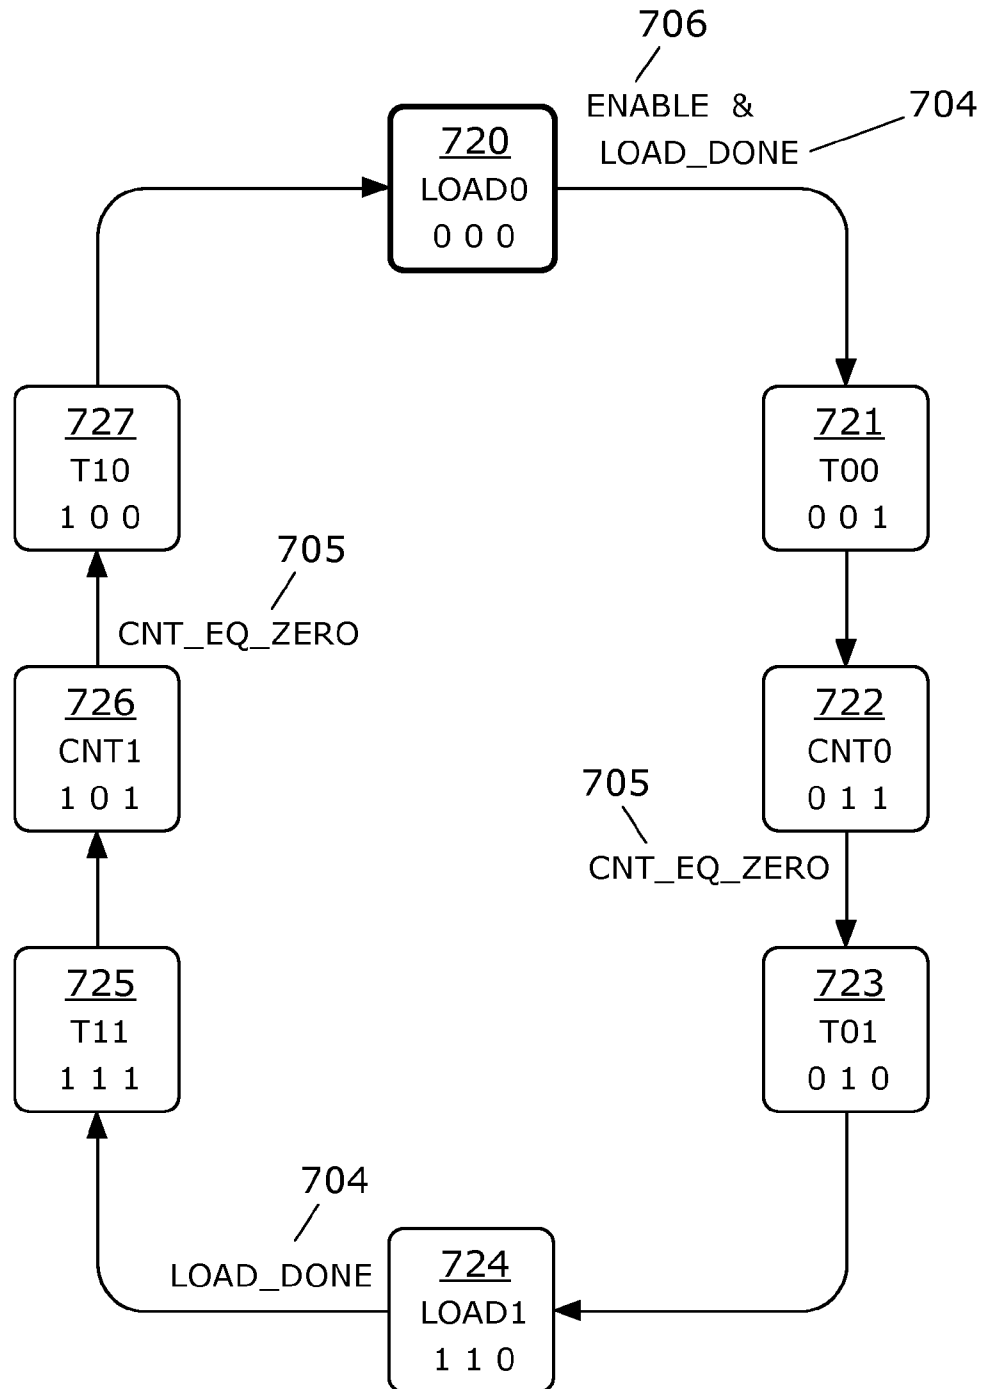 706
ENABLE &
704
LOAD_DONE
720
LOAD0
0 0 0
727
T10
1 0 0
721
T00
0 0 1
705
CNT_EQ_ZERO
726
CNT1
1 0 1
722
CNT0
0 1 1
705
CNT_EQ_ZERO
725
T11
1 1 1
723
T01
0 1 0
704
LOAD_DONE
724
LOAD1
1 1 0